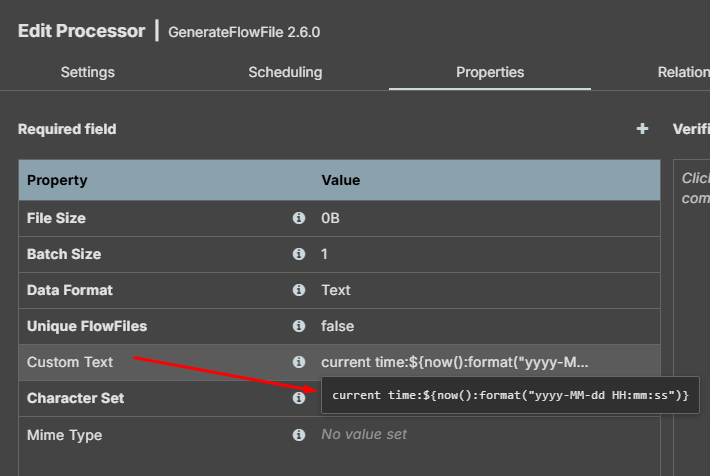 Edit Processor | GenerateFlowFile 2.6.0
Settings Scheduling Properties Relation
Required field + Verifi
Property Value
File Size 0B
Batch Size 1
Data Format Text
Unique FlowFiles false
Custom Text current time:${now():format("yyyy-M...
Character Set
current time:${now():format("yyyy-MM-dd HH:mm:ss")}
Mime Type No value set
Clic
com